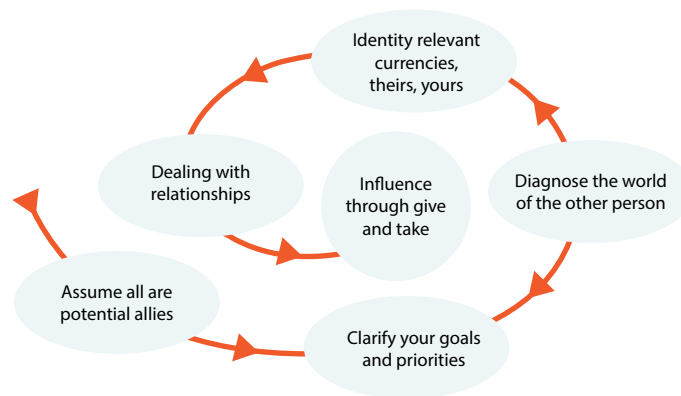 Identity relevant
currencies,
theirs, yours
Dealing with
relationships
Influence
through give
and take
Diagnose the world
of the other person
Assume all are
potential allies
Clarify your goals
and priorities